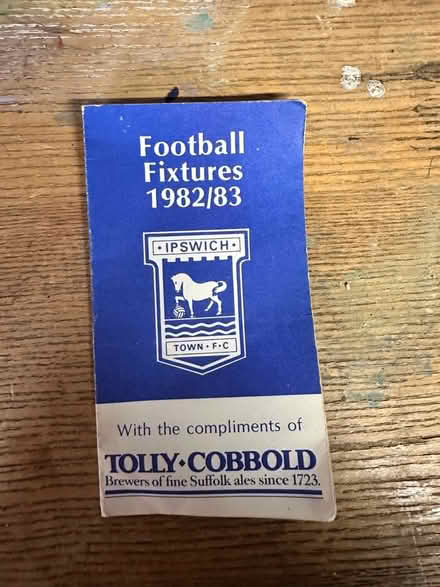 Football
Fixtures
1982/83
• IPSWICH •
TOWN • F • C
With the compliments of
TOLLY•COBBOLD
Brewers of fine Suffolk ales since 1723.